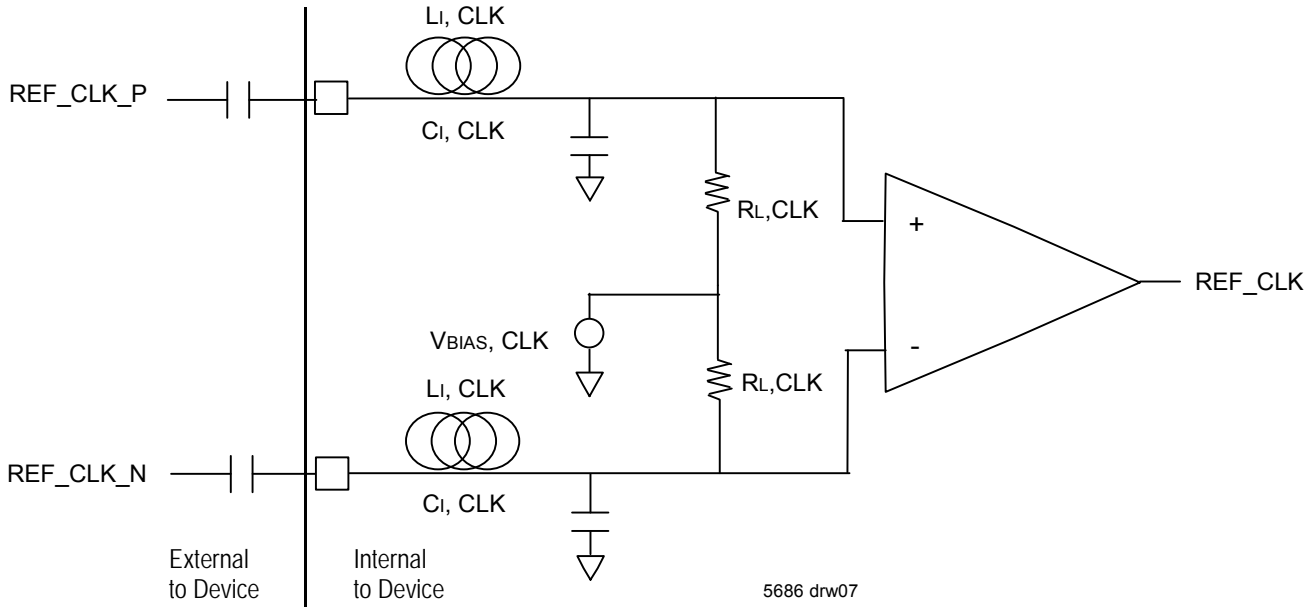 LI, CLK
REF_CLK_P
CI, CLK
RL,CLK
+
REF_CLK
VBIAS, CLK
-
RL,CLK
LI, CLK
REF_CLK_N
CI, CLK
External
to Device
Internal
to Device
5686 drw07